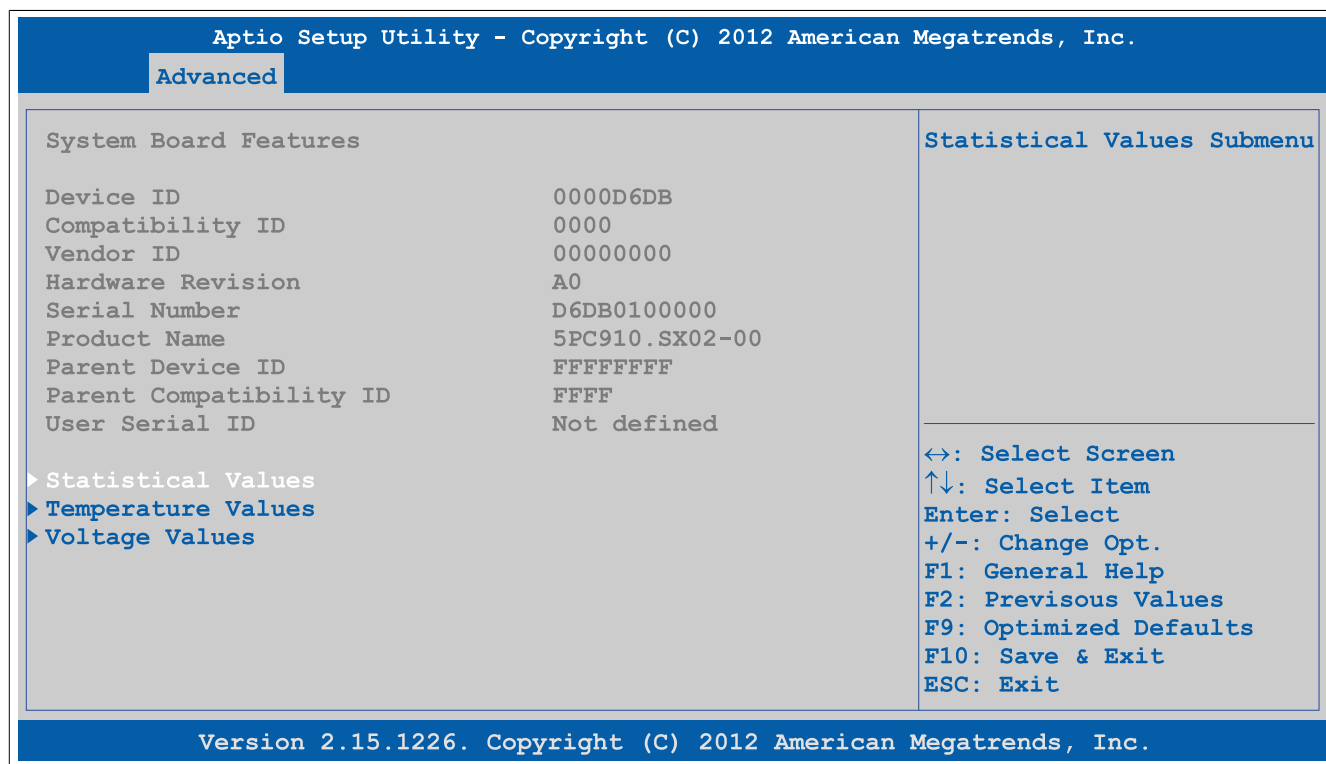 Aptio Setup Utility - Copyright (C) 2012 American Megatrends, Inc.
Advanced
System Board Features
Device ID 0000D6DB
Compatibility ID 0000
Vendor ID 00000000
Hardware Revision A0
Serial Number D6DB0100000
Product Name 5PC910.SX02-00
Parent Device ID FFFFFFFF
Parent Compatibility ID FFFF
User Serial ID Not defined
Statistical Values
Temperature Values
Voltage Values
Statistical Values Submenu
↔: Select Screen
↑↓: Select Item
Enter: Select
+/-: Change Opt.
F1: General Help
F2: Previsous Values
F9: Optimized Defaults
F10: Save & Exit
ESC: Exit
Version 2.15.1226. Copyright (C) 2012 American Megatrends, Inc.